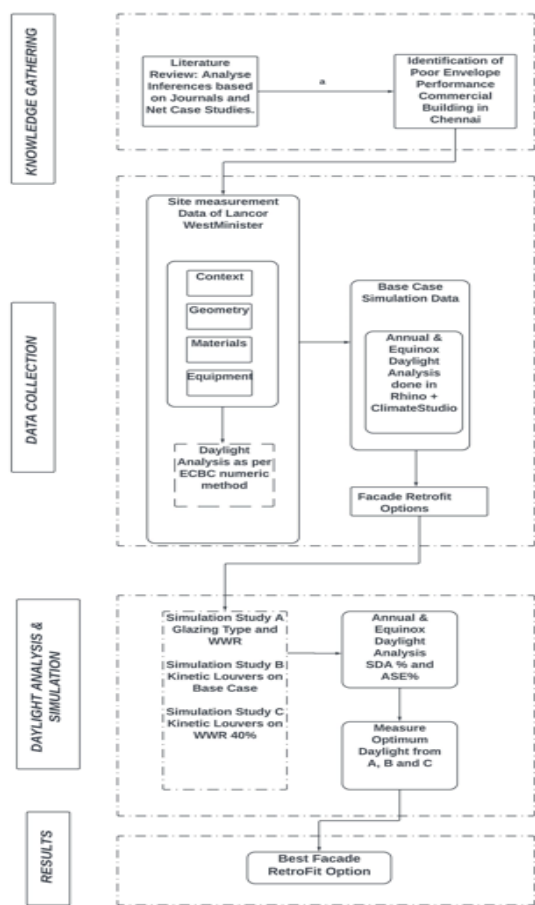 KNOWLEDGE GATHERING
Literature
Review: Analyse
Inferences based
on Journals and
Net Case Studies.
a
Identification of
Poor Envelope
Performance
Commercial
Building in
Chennai
DATA COLLECTION
Site measurement
Data of Lancor
WestMinister
Context
Geometry
Materials
Equipment
Daylight
Analysis as per
ECBC numeric
method
Base Case
Simulation Data
Annual &
Equinox
Daylight
Analysis
done in
Rhino +
ClimateStudio
Facade Retrofit
Options
DAYLIGHT ANALYSIS &
SIMULATION
Simulation Study A
Glazing Type and
WWR
Simulation Study B
Kinetic Louvers on
Base Case
Simulation Study C
Kinetic Louvers on
WWR 40%
Annual &
Equinox
Daylight
Analysis
SDA % and
ASE%
Measure
Optimum
Daylight from
A, B and C
RESULTS
Best Facade
RetroFit Option